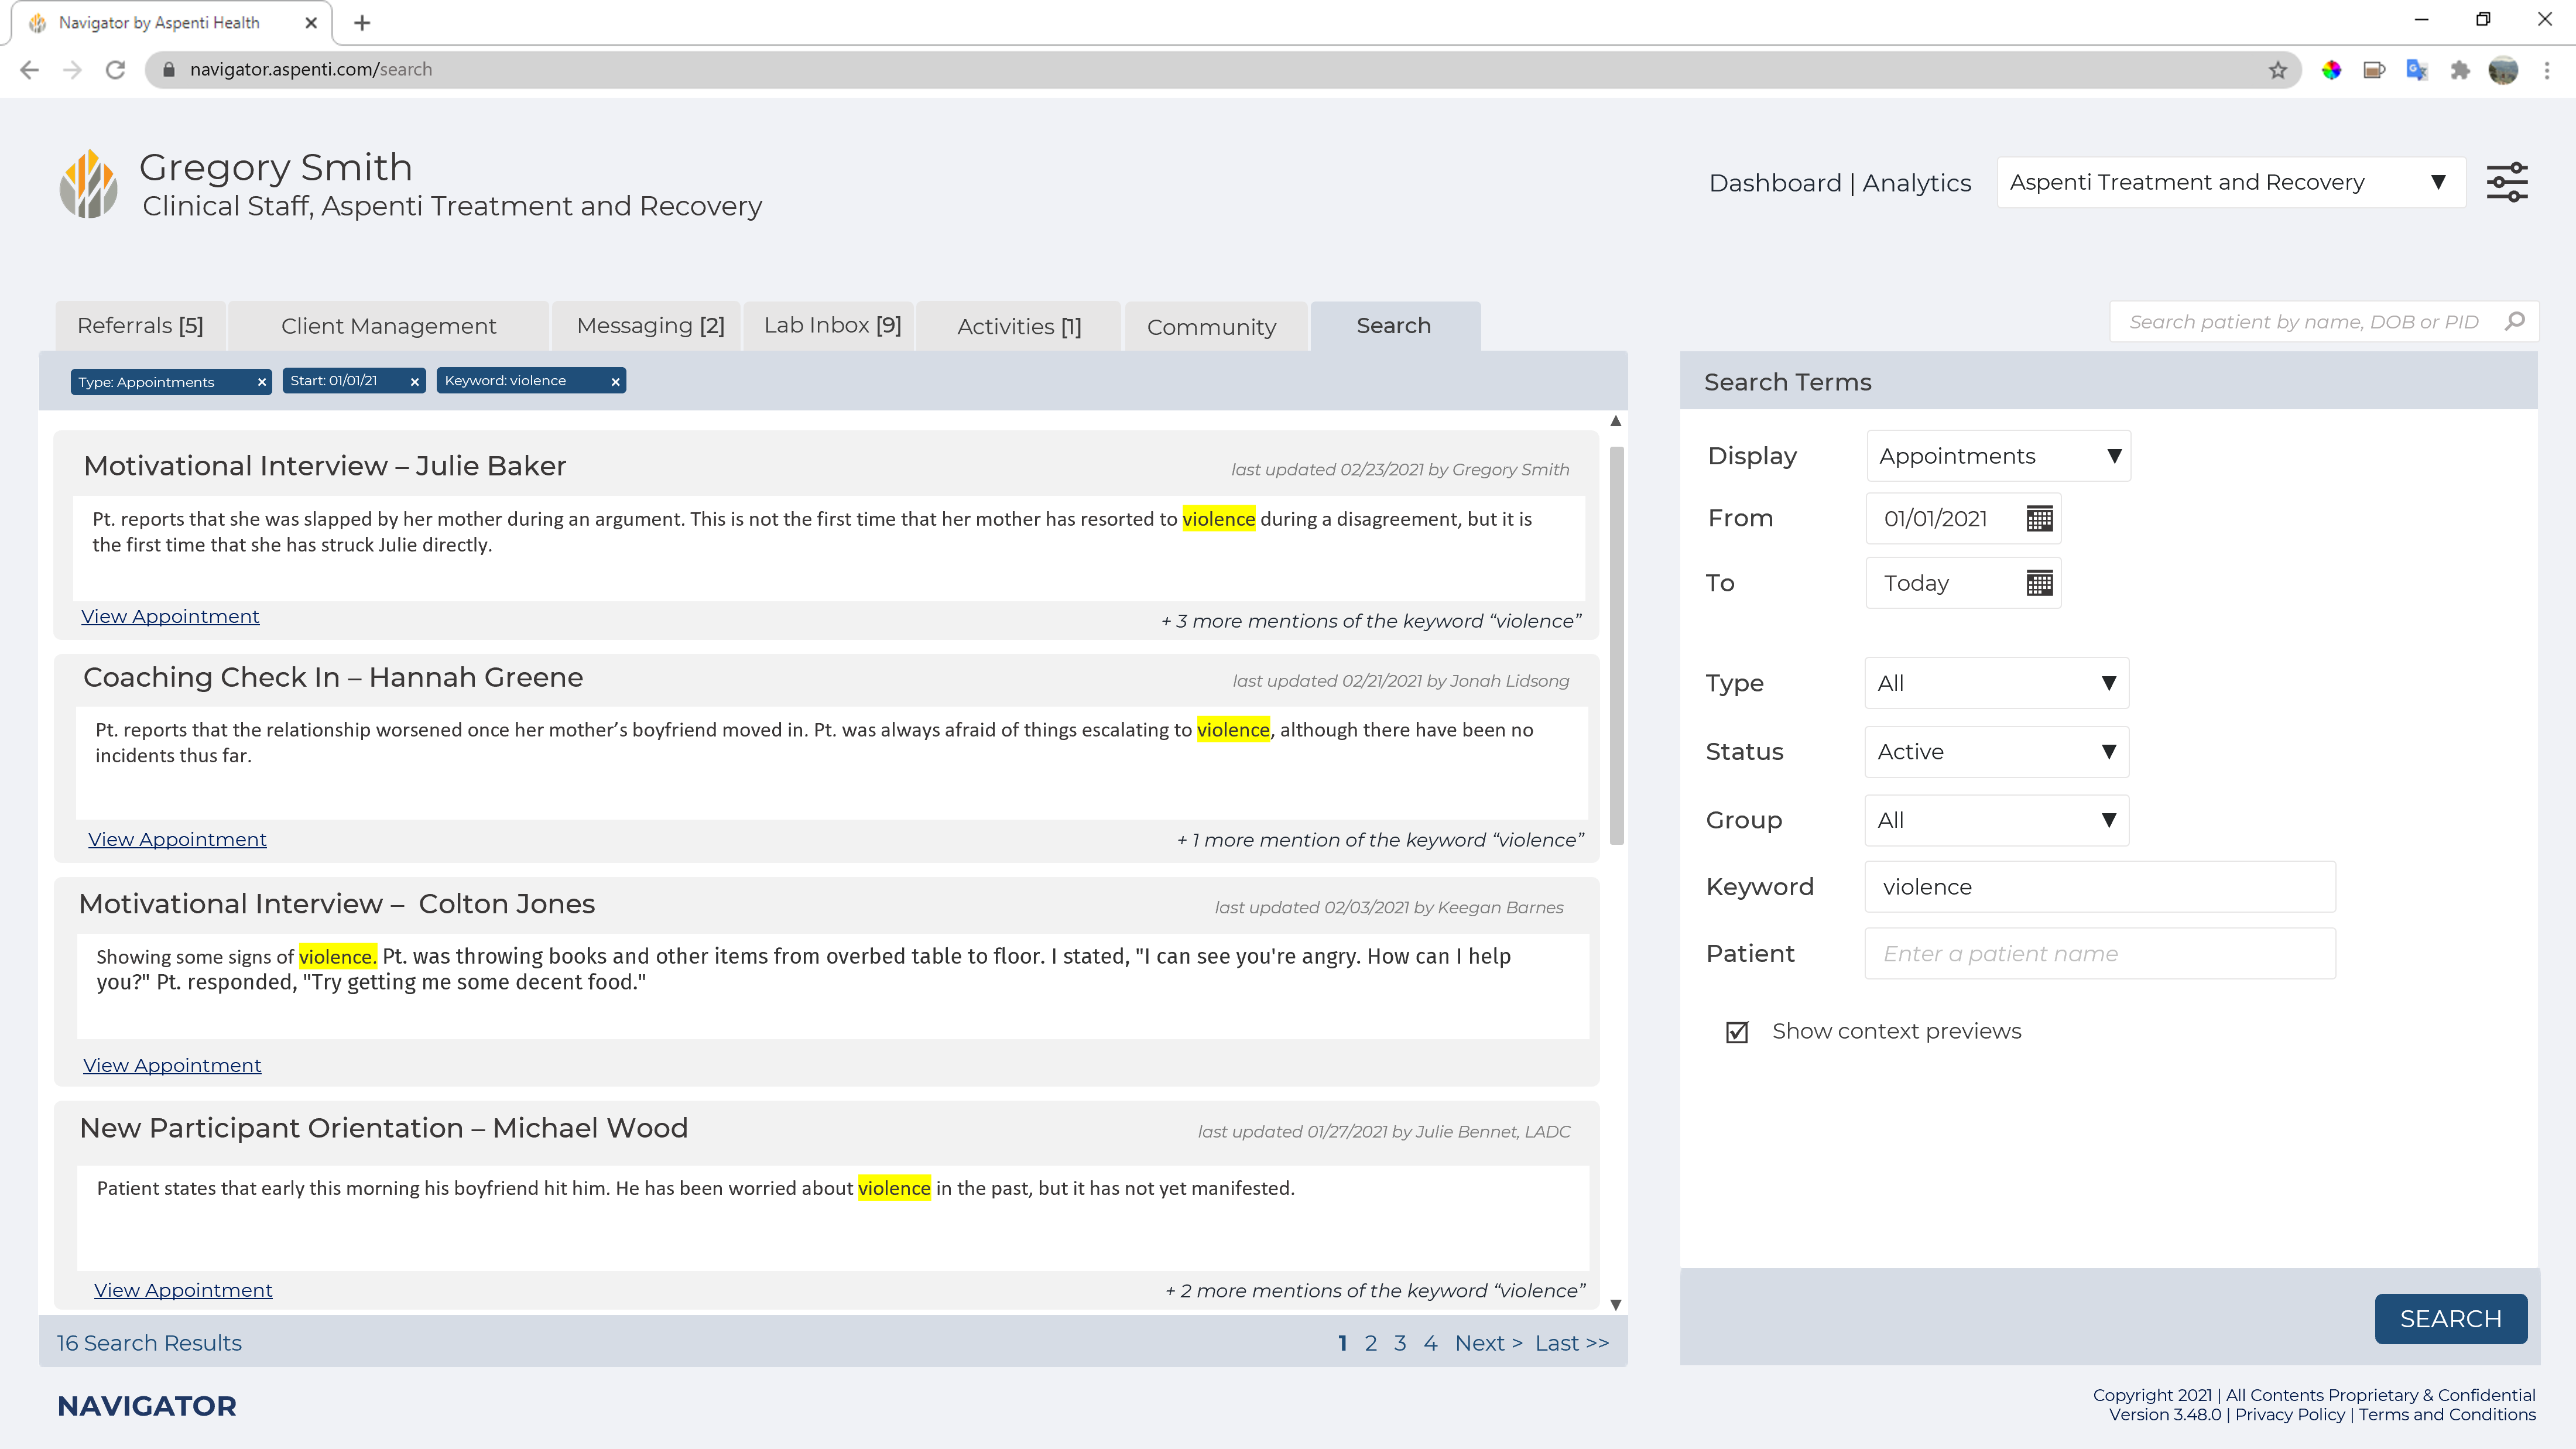 Navigator by Aspenti Health
navigator.aspenti.com/search
Gregory Smith
Clinical Staff, Aspenti Treatment and Recovery
Dashboard | Analytics
Aspenti Treatment and Recovery
Referrals [5]
Client Management
Messaging [2]
Lab Inbox [9]
Activities [1]
Community
Search
Search patient by name, DOB or PID
Type: Appointments ×
Start: 01/01/21 ×
Keyword: violence ×
Motivational Interview – Julie Baker
last updated 02/23/2021 by Gregory Smith
Pt. reports that she was slapped by her mother during an argument. This is not the first time that her mother has resorted to violence during a disagreement, but it is
the first time that she has struck Julie directly.
View Appointment
+ 3 more mentions of the keyword “violence”
Coaching Check In – Hannah Greene
last updated 02/21/2021 by Jonah Lidsong
Pt. reports that the relationship worsened once her mother’s boyfriend moved in. Pt. was always afraid of things escalating to violence, although there have been no
incidents thus far.
View Appointment
+ 1 more mention of the keyword “violence”
Motivational Interview – Colton Jones
last updated 02/03/2021 by Keegan Barnes
Showing some signs of violence. Pt. was throwing books and other items from overbed table to floor. I stated, "I can see you're angry. How can I help
you?" Pt. responded, "Try getting me some decent food."
View Appointment
New Participant Orientation – Michael Wood
last updated 01/27/2021 by Julie Bennet, LADC
Patient states that early this morning his boyfriend hit him. He has been worried about violence in the past, but it has not yet manifested.
View Appointment
+ 2 more mentions of the keyword “violence”
16 Search Results
1 2 3 4 Next > Last >>
Search Terms
Display
Appointments
From
01/01/2021
To
Today
Type
All
Status
Active
Group
All
Keyword
violence
Patient
Enter a patient name
Show context previews
SEARCH
NAVIGATOR
Copyright 2021 | All Contents Proprietary & Confidential
Version 3.48.0 | Privacy Policy | Terms and Conditions